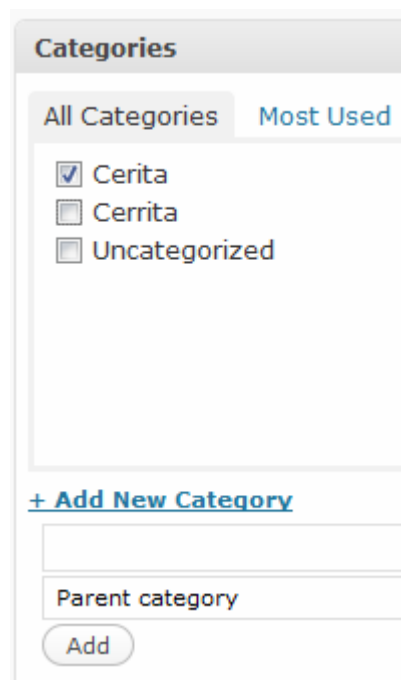 Categories
All Categories Most Used
Cerita
Cerrita
Uncategorized
+ Add New Category
Parent category
Add